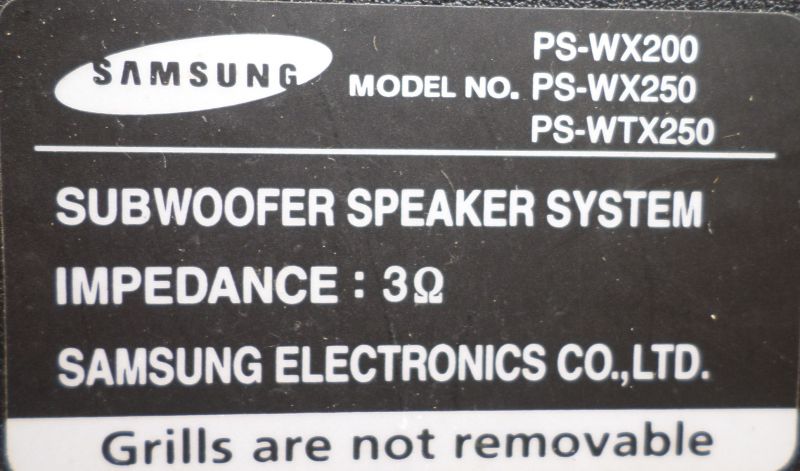 SAMSUNG
PS-WX200
MODEL NO. PS-WX250
PS-WTX250
SUBWOOFER SPEAKER SYSTEM
IMPEDANCE : 3Ω
SAMSUNG ELECTRONICS CO.,LTD.
Grills are not removable